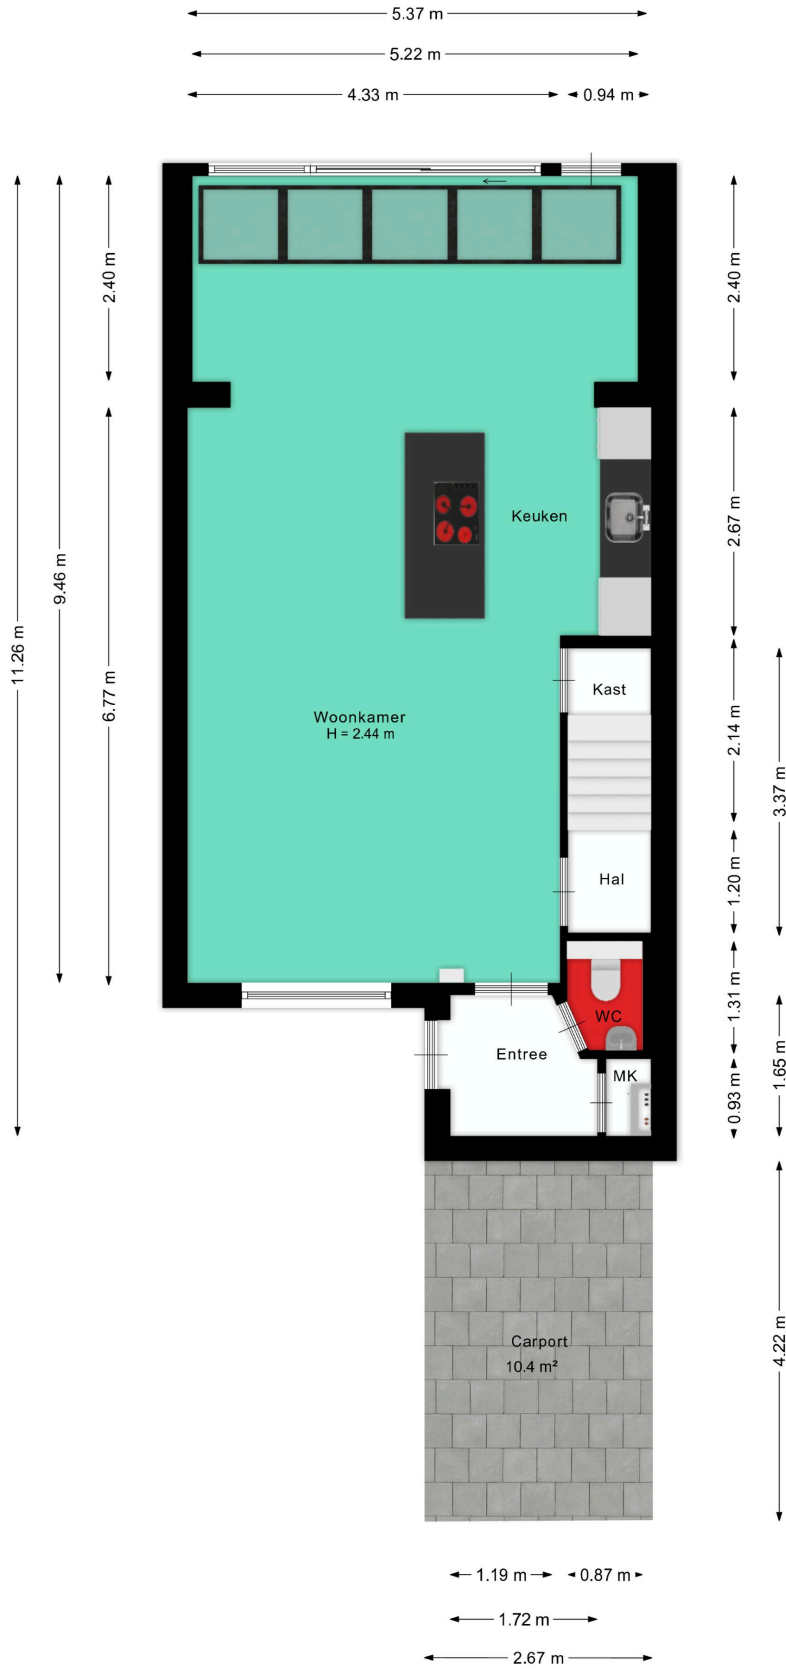 5.37 m
5.22 m
4.33 m
0.94 m
2.40 m
2.40 m
11.26 m
9.46 m
6.77 m
2.67 m
Keuken
Woonkamer
H = 2.44 m
Kast
2.14 m
3.37 m
Hal
1.20 m
WC
1.31 m
Entree
MK
0.93 m
1.65 m
Carport
10.4 m²
4.22 m
1.19 m
0.87 m
1.72 m
2.67 m